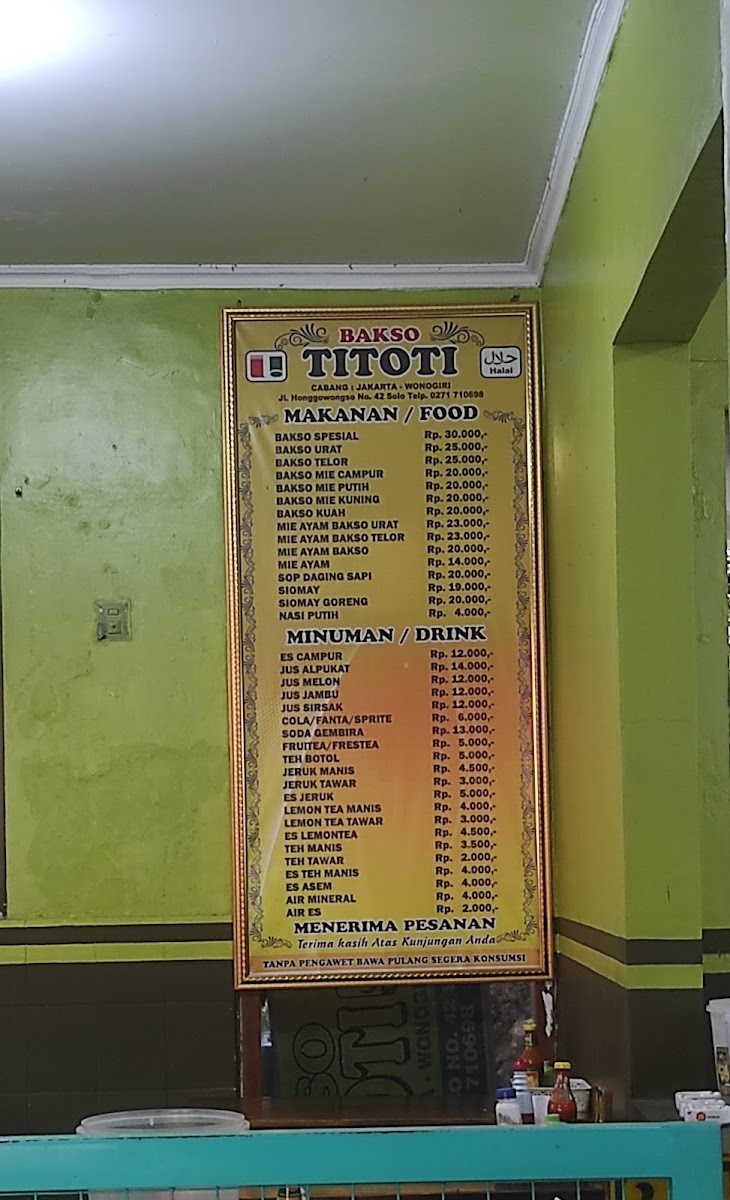 BAKSO
TITOTI
حلال
Halal
CABANG : JAKARTA - WONOGIRI
Jl. Honggowongso No. 42 Solo Telp. 0271 710698
MAKANAN / FOOD
BAKSO SPESIAL Rp. 30.000,-
BAKSO URAT Rp. 25.000,-
BAKSO TELOR Rp. 25.000,-
BAKSO MIE CAMPUR Rp. 20.000,-
BAKSO MIE PUTIH Rp. 20.000,-
BAKSO MIE KUNING Rp. 20.000,-
BAKSO KUAH Rp. 20.000,-
MIE AYAM BAKSO URAT Rp. 23.000,-
MIE AYAM BAKSO TELOR Rp. 23.000,-
MIE AYAM BAKSO Rp. 20.000,-
MIE AYAM Rp. 14.000,-
SOP DAGING SAPI Rp. 20.000,-
SIOMAY Rp. 19.000,-
SIOMAY GORENG Rp. 20.000,-
NASI PUTIH Rp. 4.000,-
MINUMAN / DRINK
ES CAMPUR Rp. 12.000,-
JUS ALPUKAT Rp. 14.000,-
JUS MELON Rp. 12.000,-
JUS JAMBU Rp. 12.000,-
JUS SIRSAK Rp. 12.000,-
COLA/FANTA/SPRITE Rp. 6.000,-
SODA GEMBIRA Rp. 13.000,-
FRUITEA/FRESTEA Rp. 5.000,-
TEH BOTOL Rp. 5.000,-
JERUK MANIS Rp. 4.500,-
JERUK TAWAR Rp. 3.000,-
ES JERUK Rp. 5.000,-
LEMON TEA MANIS Rp. 4.000,-
LEMON TEA TAWAR Rp. 3.000,-
ES LEMONTEA Rp. 4.500,-
TEH MANIS Rp. 3.500,-
TEH TAWAR Rp. 2.000,-
ES TEH MANIS Rp. 4.000,-
ES ASEM Rp. 4.000,-
AIR MINERAL Rp. 4.000,-
AIR ES Rp. 2.000,-
MENERIMA PESANAN
Terima kasih Atas Kunjungan Anda
TANPA PENGAWET BAWA PULANG SEGERA KONSUMSI
710698